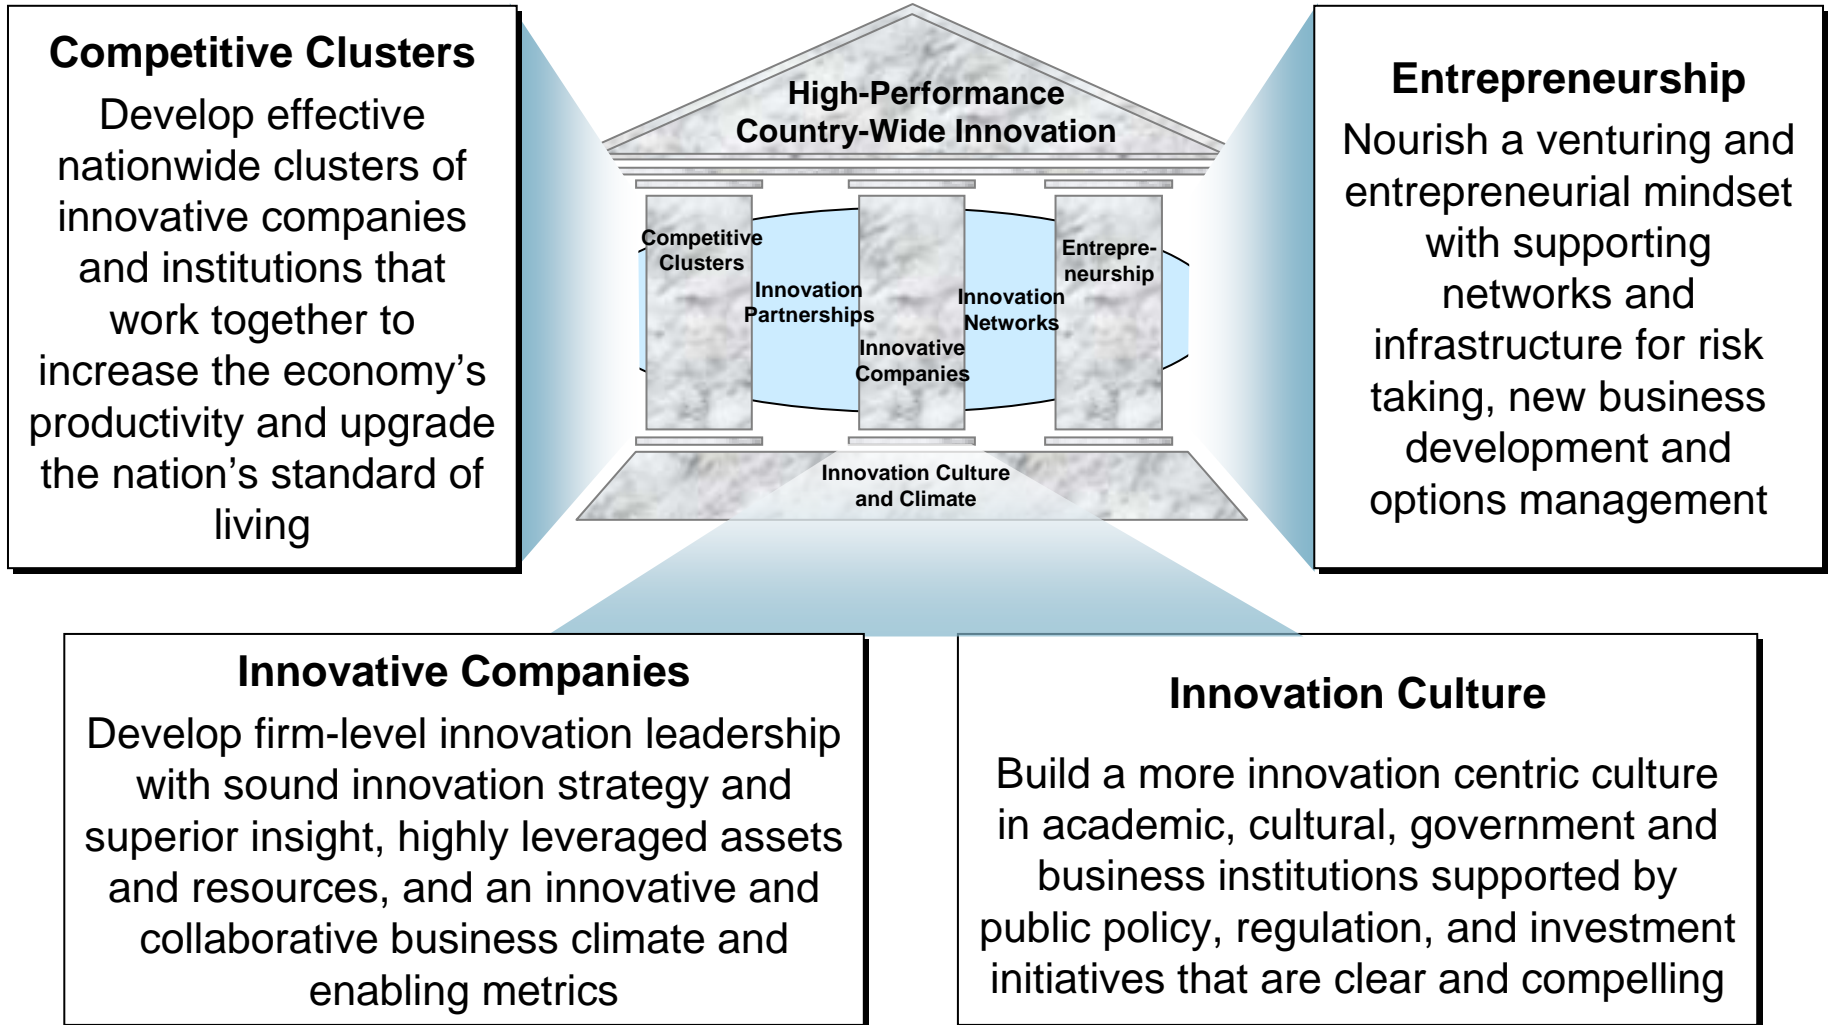 Competitive Clusters
Develop effective
nationwide clusters of
innovative companies
and institutions that
work together to
increase the economy’s
productivity and upgrade
the nation’s standard of
living
High-Performance
Country-Wide Innovation
Competitive
Clusters
Innovation
Partnerships
Innovative
Companies
Innovation
Networks
Entrepre-
neurship
Innovation Culture
and Climate
Entrepreneurship
Nourish a venturing and
entrepreneurial mindset
with supporting
networks and
infrastructure for risk
taking, new business
development and
options management
Innovative Companies
Develop firm-level innovation leadership
with sound innovation strategy and
superior insight, highly leveraged assets
and resources, and an innovative and
collaborative business climate and
enabling metrics
Innovation Culture
Build a more innovation centric culture
in academic, cultural, government and
business institutions supported by
public policy, regulation, and investment
initiatives that are clear and compelling